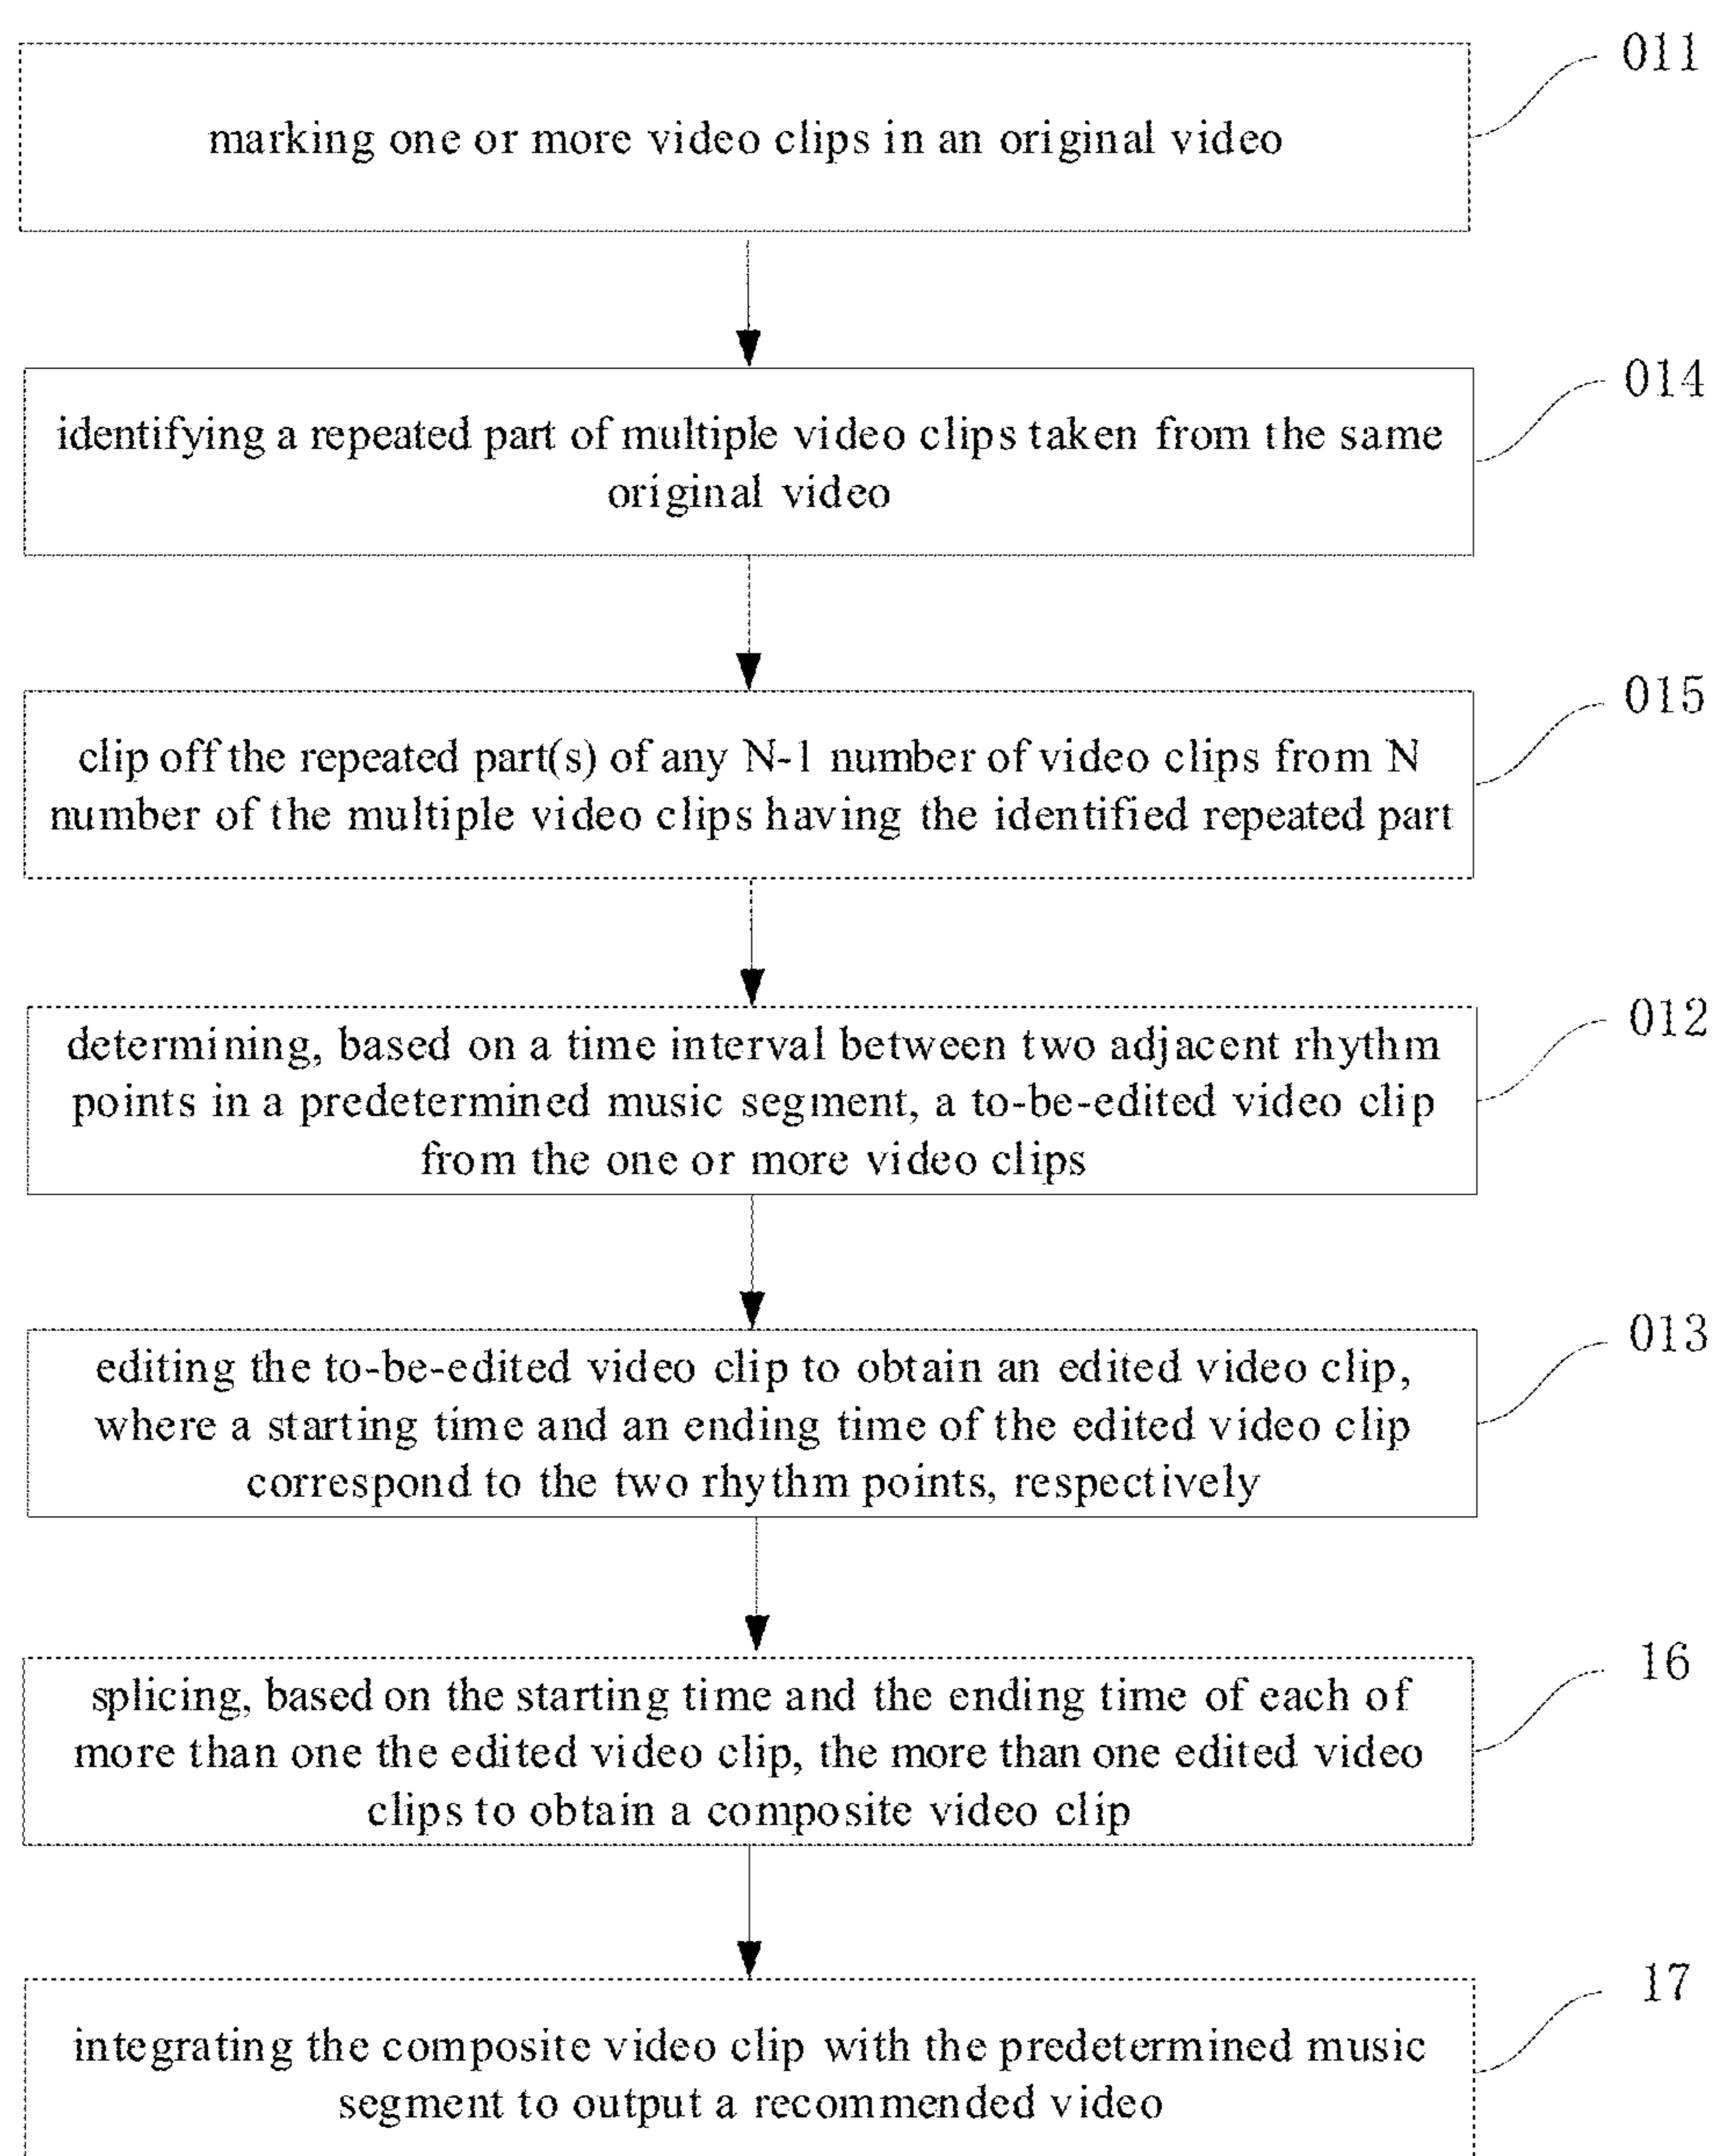 011
marking one or more video clips in an original video
014
identifying a repeated part of multiple video clips taken from the same
original video
015
clip off the repeated part(s) of any N-1 number of video clips from N
number of the multiple video clips having the identified repeated part
012
determining, based on a time interval between two adjacent rhythm
points in a predetermined music segment, a to-be-edited video clip
from the one or more video clips
013
editing the to-be-edited video clip to obtain an edited video clip,
where a starting time and an ending time of the edited video clip
correspond to the two rhythm points, respectively
16
splicing, based on the starting time and the ending time of each of
more than one the edited video clip, the more than one edited video
clips to obtain a composite video clip
17
integrating the composite video clip with the predetermined music
segment to output a recommended video